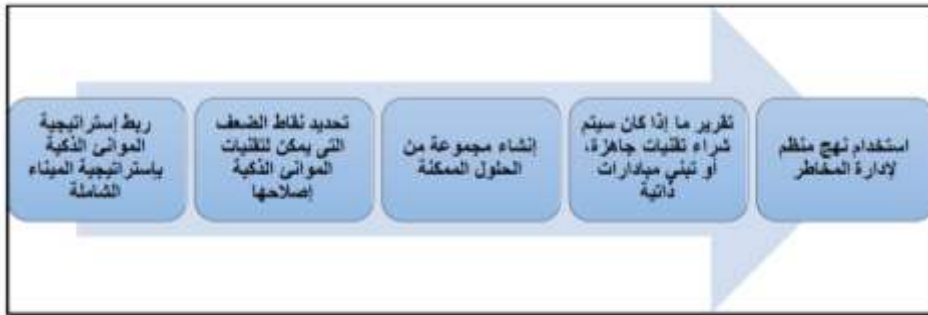 ربط إستراتيجية
الموانئ الذكية
بإستراتيجية الميناء
الشاملة
تحديد نقاط الضعف
التي يمكن لتقنيات
الموانئ الذكية
إصلاحها
إنشاء مجموعة من
الحلول الممكنة
تقرير ما إذا كان سيتم
شراء تقنيات جاهزة،
أو تبني مبادرات
ذاتية
استخدام نهج منظم
لإدارة المخاطر